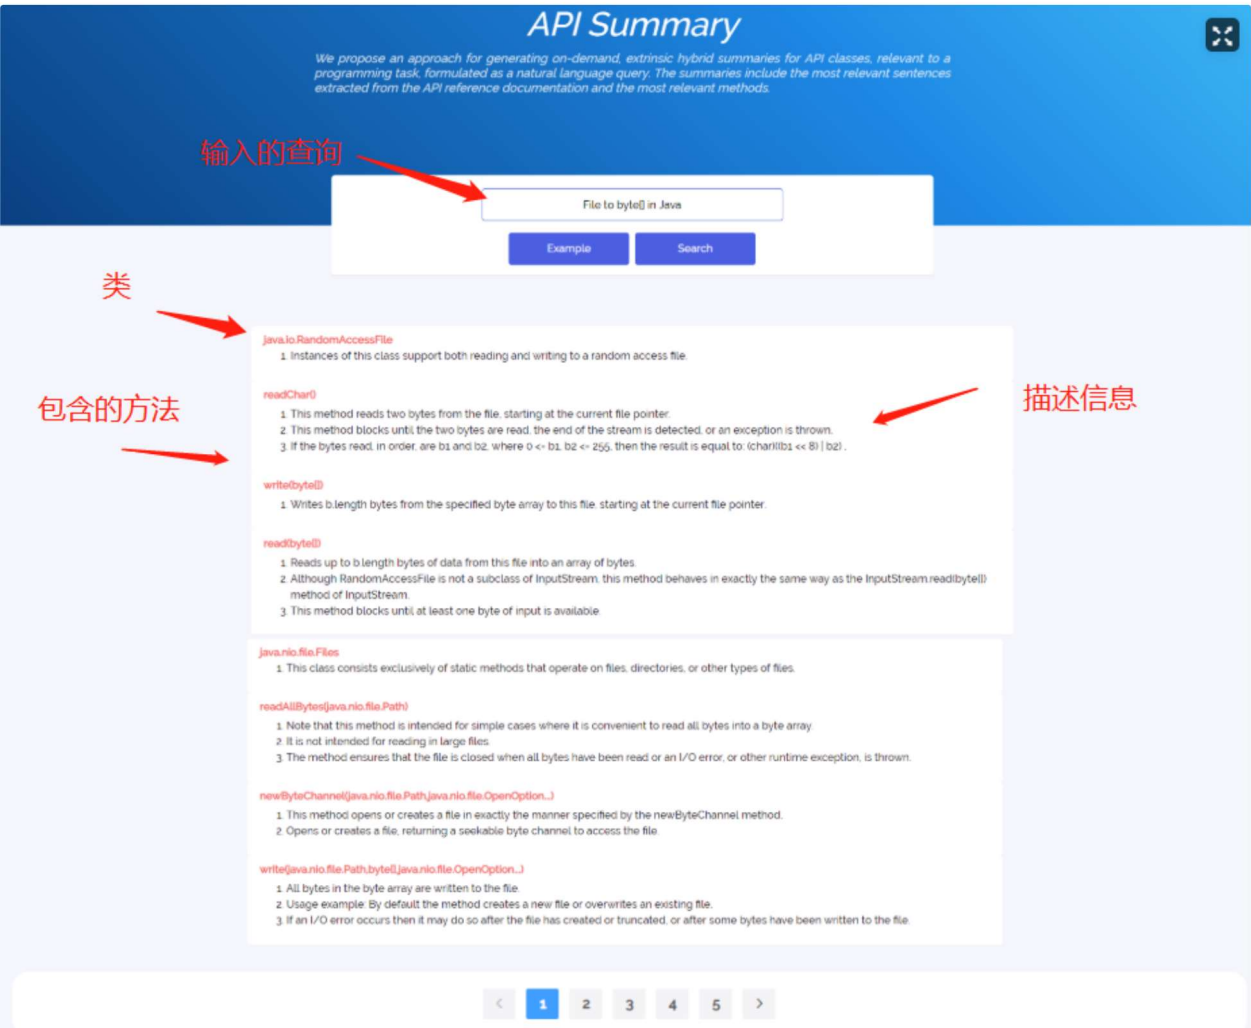 API Summary
We propose an approach for generating on-demand, extrinsic hybrid summaries for API classes, relevant to a
programming task, formulated as a natural language query. The summaries include the most relevant sentences
extracted from the API reference documentation and the most relevant methods.
输入的查询
File to byte[] in Java
Example Search
类
java.io.RandomAccessFile
1. Instances of this class support both reading and writing to a random access file.
包含的方法
描述信息
readChar()
1. This method reads two bytes from the file, starting at the current file pointer.
2. This method blocks until the two bytes are read, the end of the stream is detected, or an exception is thrown.
3. If the bytes read, in order, are b1 and b2, where 0 <= b1, b2 <= 255, then the result is equal to: (char)((b1 << 8) | b2) .
write(byte[])
1. Writes b.length bytes from the specified byte array to this file, starting at the current file pointer.
read(byte[])
1. Reads up to b.length bytes of data from this file into an array of bytes.
2. Although RandomAccessFile is not a subclass of InputStream, this method behaves in exactly the same way as the InputStream.read(byte[])
method of InputStream.
3. This method blocks until at least one byte of input is available.
java.nio.file.Files
1. This class consists exclusively of static methods that operate on files, directories, or other types of files.
readAllBytes(java.nio.file.Path)
1. Note that this method is intended for simple cases where it is convenient to read all bytes into a byte array.
2. It is not intended for reading in large files.
3. The method ensures that the file is closed when all bytes have been read or an I/O error, or other runtime exception, is thrown.
newByteChannel(java.nio.file.Path,java.nio.file.OpenOption...)
1. This method opens or creates a file in exactly the manner specified by the newByteChannel method.
2. Opens or creates a file, returning a seekable byte channel to access the file.
write(java.nio.file.Path,byte[],java.nio.file.OpenOption...)
1. All bytes in the byte array are written to the file.
2. Usage example: By default the method creates a new file or overwrites an existing file.
3. If an I/O error occurs then it may do so after the file has created or truncated, or after some bytes have been written to the file.
< 1 2 3 4 5 >